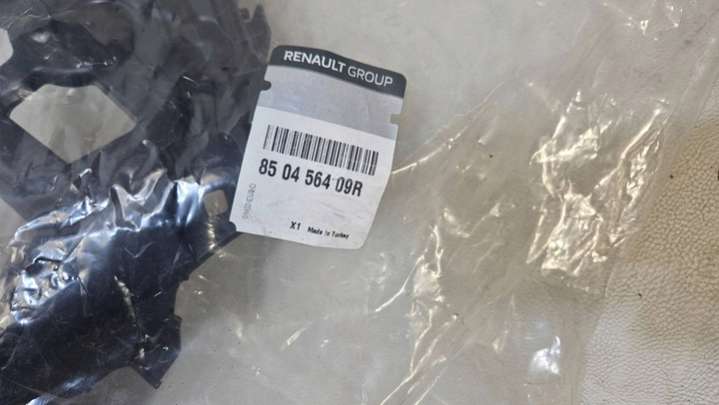 RENAULT GROUP
85 04 564 09R
X1 Made in Turkey